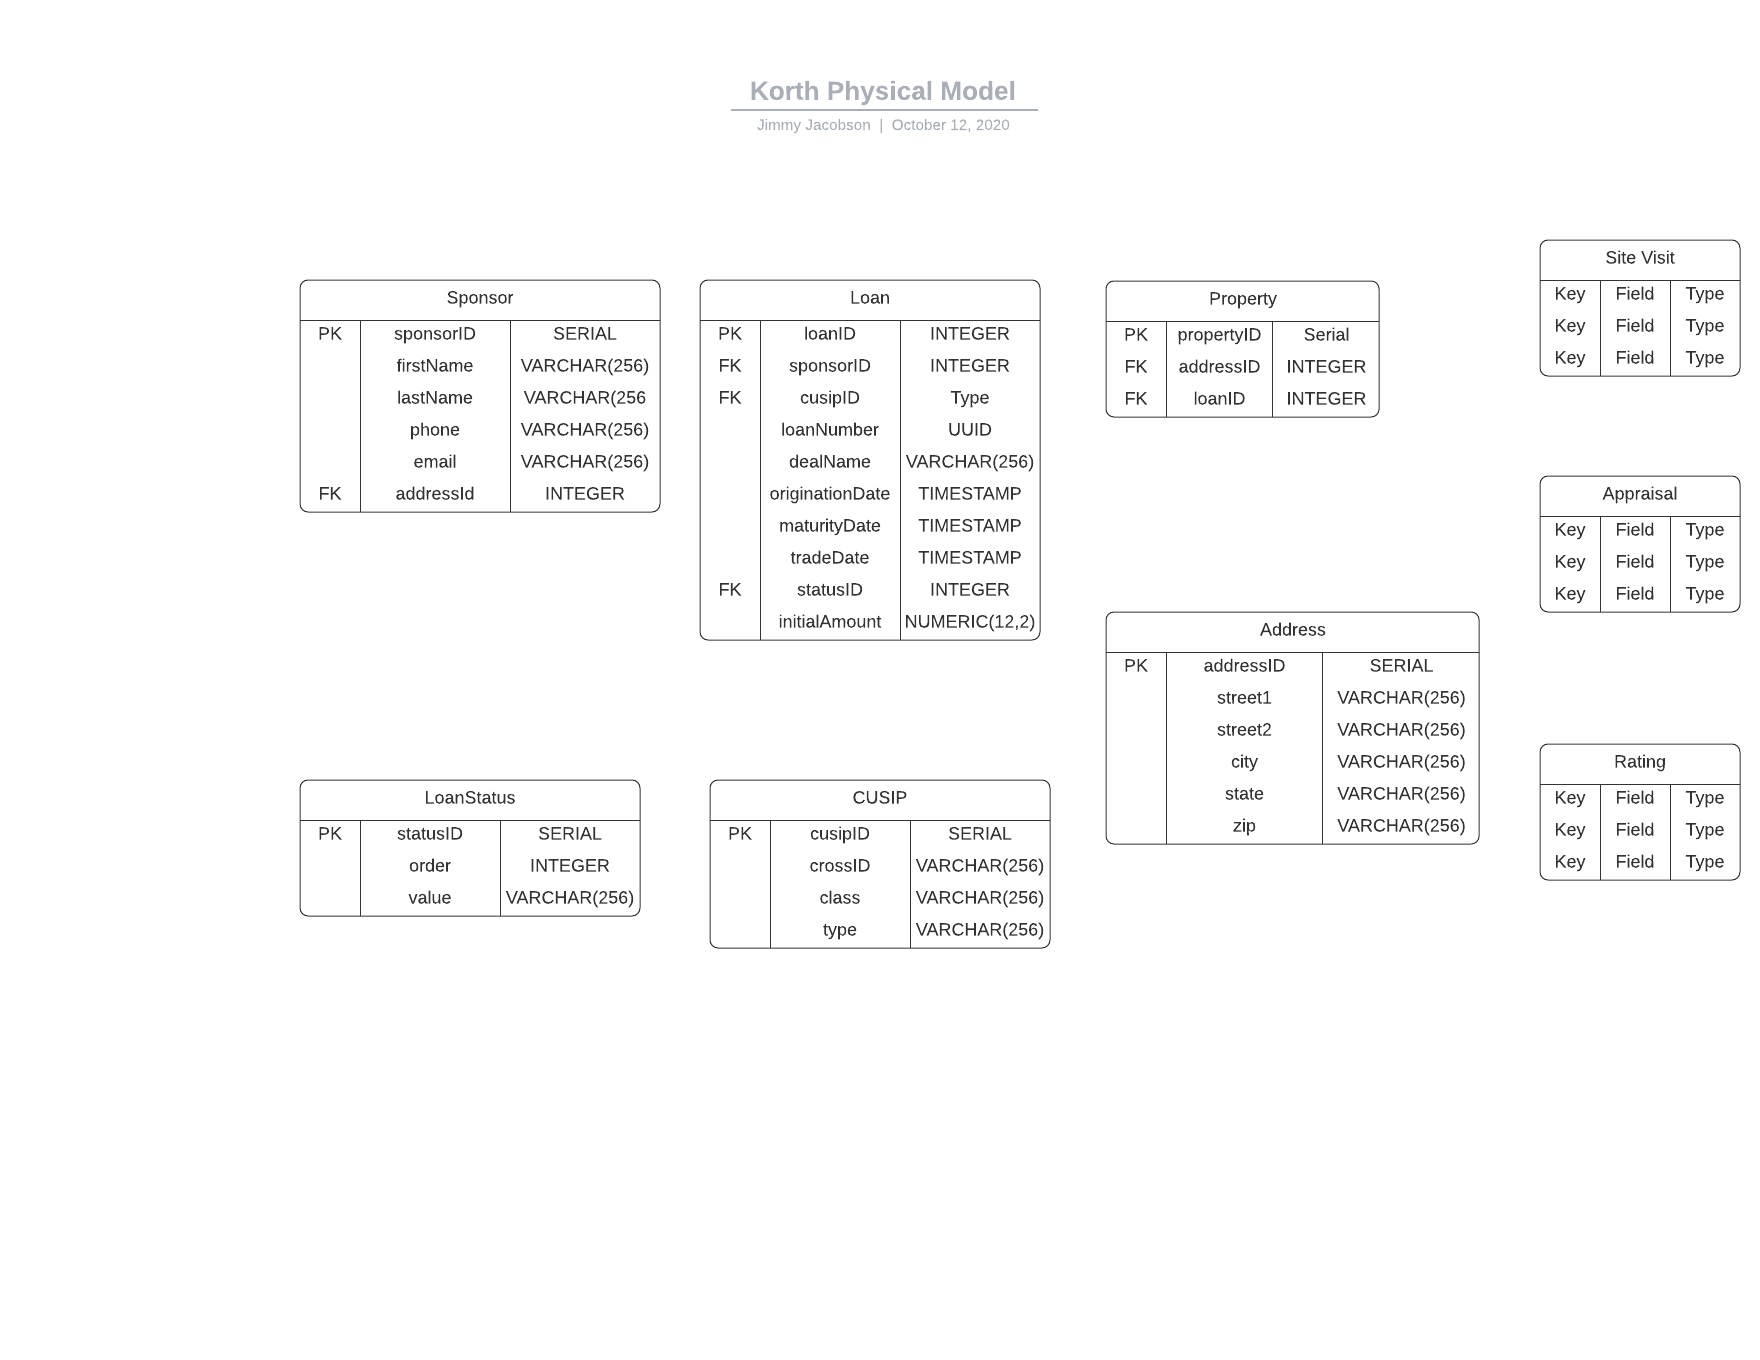 Korth Physical Model
Jimmy Jacobson | October 12, 2020
Sponsor
PK sponsorID SERIAL
firstName VARCHAR(256)
lastName VARCHAR(256
phone VARCHAR(256)
email VARCHAR(256)
FK addressId INTEGER
Loan
PK loanID INTEGER
FK sponsorID INTEGER
FK cusipID Type
loanNumber UUID
dealName VARCHAR(256)
originationDate TIMESTAMP
maturityDate TIMESTAMP
tradeDate TIMESTAMP
FK statusID INTEGER
initialAmount NUMERIC(12,2)
Property
PK propertyID Serial
FK addressID INTEGER
FK loanID INTEGER
Site Visit
Key Field Type
Key Field Type
Key Field Type
Appraisal
Key Field Type
Key Field Type
Key Field Type
Address
PK addressID SERIAL
street1 VARCHAR(256)
street2 VARCHAR(256)
city VARCHAR(256)
state VARCHAR(256)
zip VARCHAR(256)
Rating
Key Field Type
Key Field Type
Key Field Type
LoanStatus
PK statusID SERIAL
order INTEGER
value VARCHAR(256)
CUSIP
PK cusipID SERIAL
crossID VARCHAR(256)
class VARCHAR(256)
type VARCHAR(256)